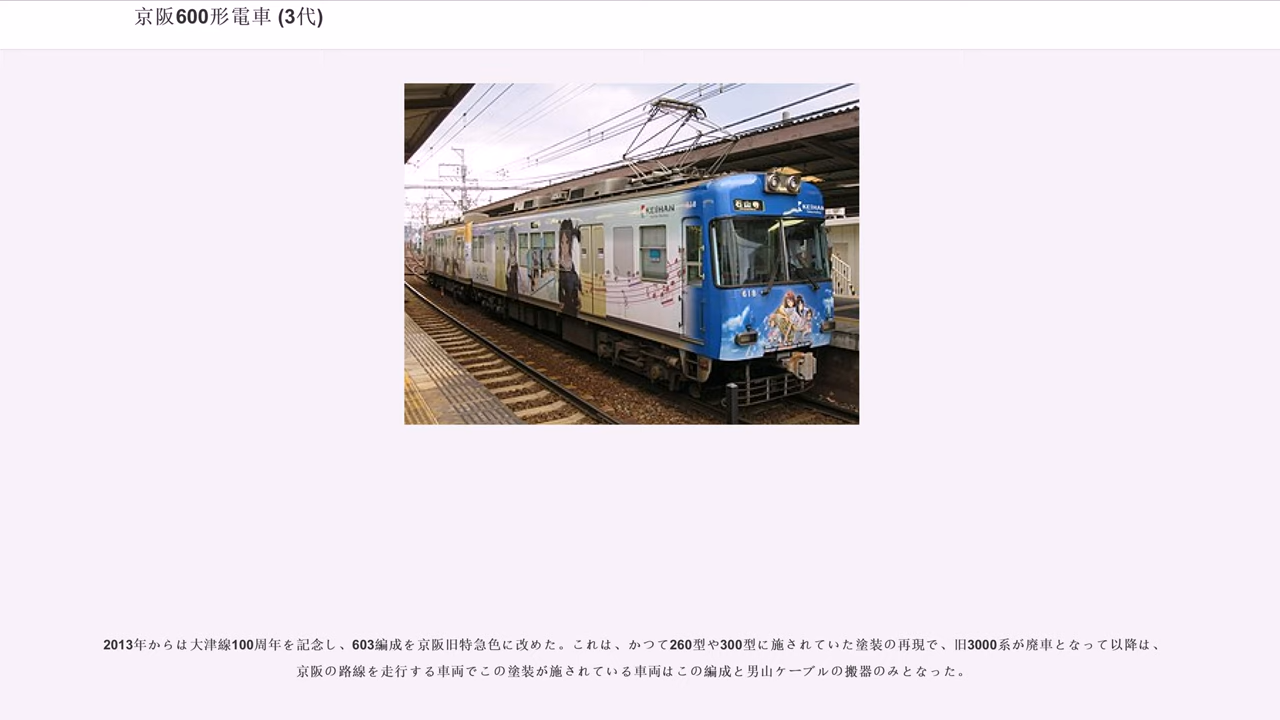 京阪600形電車 (3代)
石山寺
KEIHAN
KEIHAN
618
2013年からは大津線100周年を記念し、603編成を京阪旧特急色に改めた。これは、かつて260型や300型に施されていた塗装の再現で、旧3000系が廃車となって以降は、
京阪の路線を走行する車両でこの塗装が施されている車両はこの編成と男山ケーブルの搬器のみとなった。